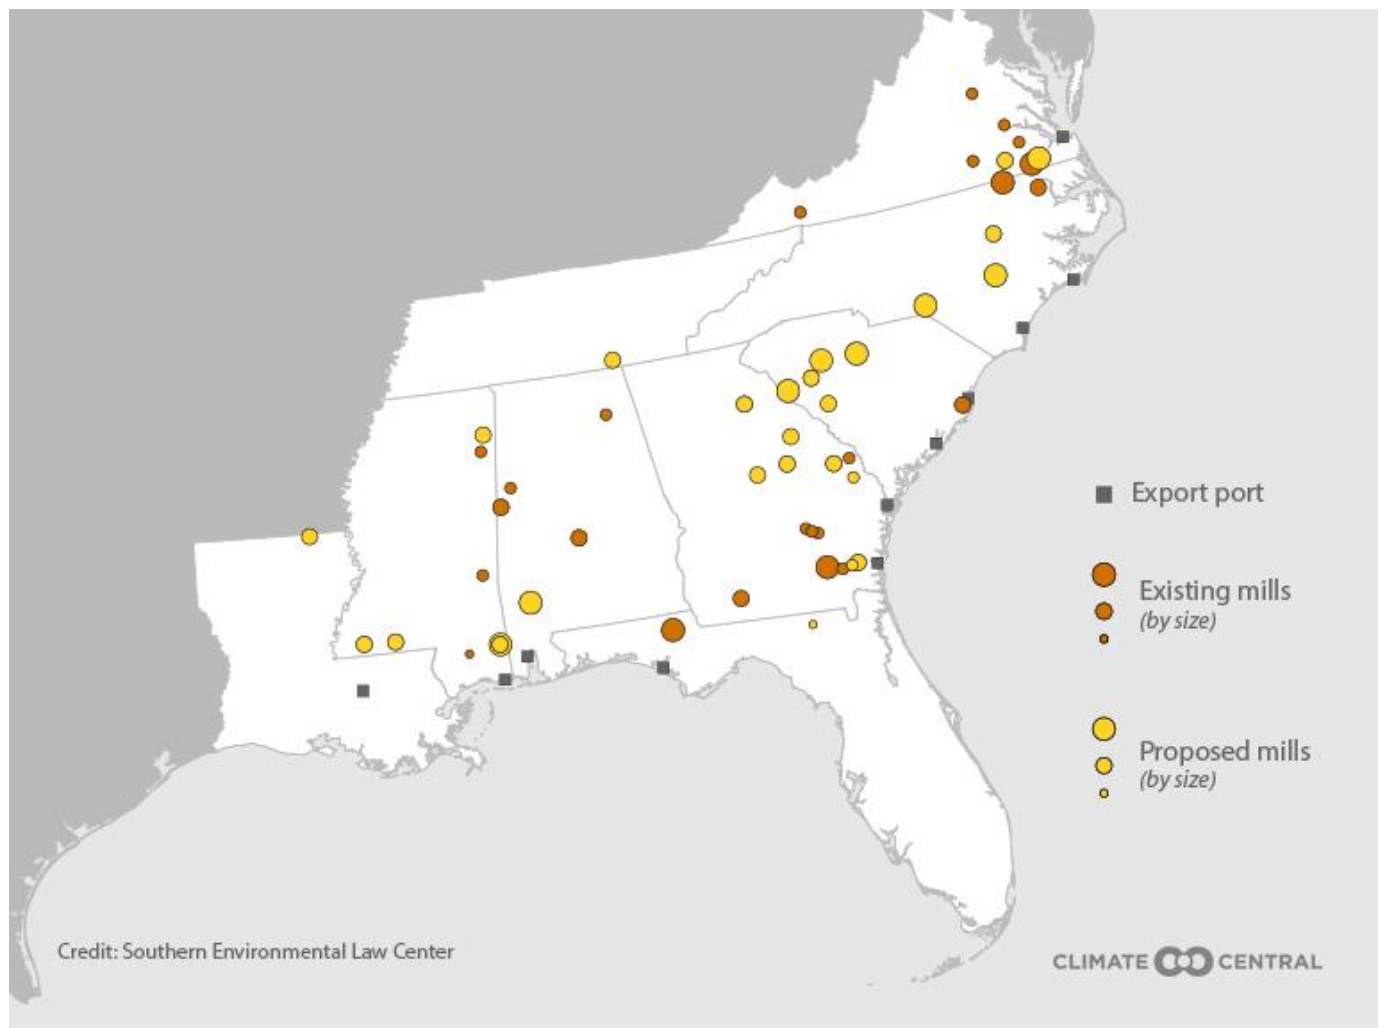 Export port
Existing mills
(by size)
Proposed mills
(by size)
Credit: Southern Environmental Law Center
CLIMATE CENTRAL